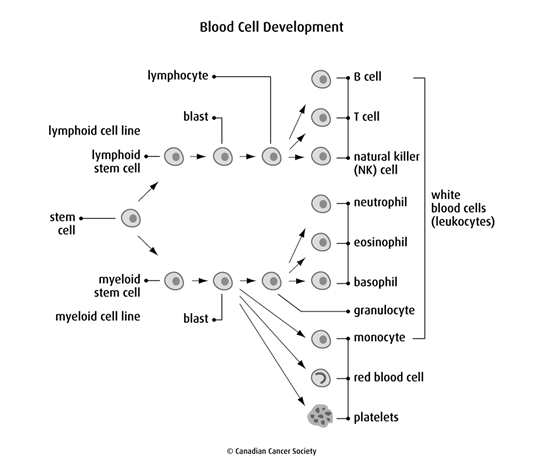 Blood Cell Development
lymphocyte
B cell
blast
T cell
lymphoid cell line
lymphoid
stem cell
natural killer
(NK) cell
white
blood cells
(leukocytes)
neutrophil
stem
cell
eosinophil
myeloid
stem cell
basophil
granulocyte
myeloid cell line
blast
monocyte
red blood cell
platelets
© Canadian Cancer Society